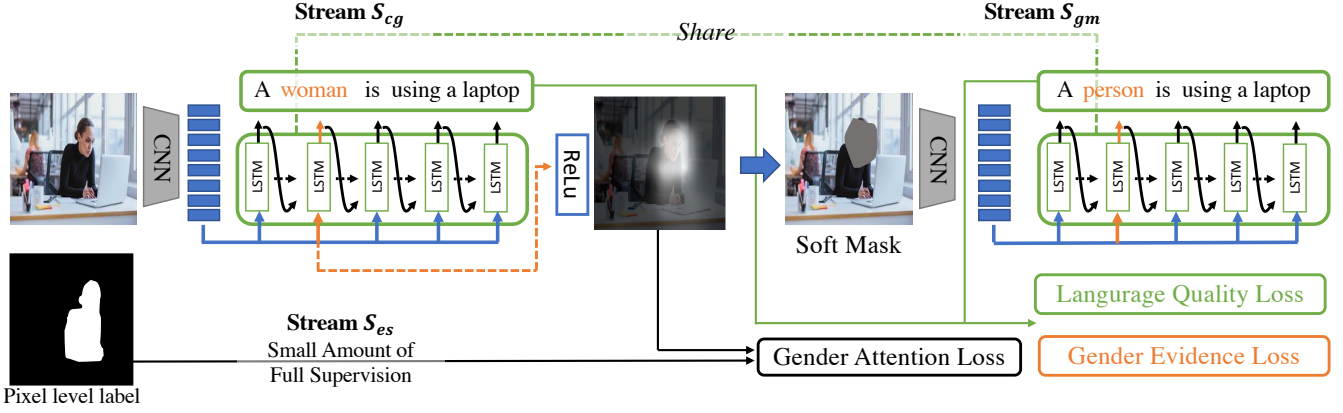 Stream S_cg
Stream S_gm
Share
A woman is using a laptop
A person is using a laptop
CNN
LSTM
LSTM
LSTM
LSTM
LSTM
ReLu
CNN
LSTM
LSTM
LSTM
LSTM
LSTM
Soft Mask
Langurage Quality Loss
Stream S_es
Small Amount of
Full Supervision
Gender Attention Loss
Gender Evidence Loss
Pixel level label